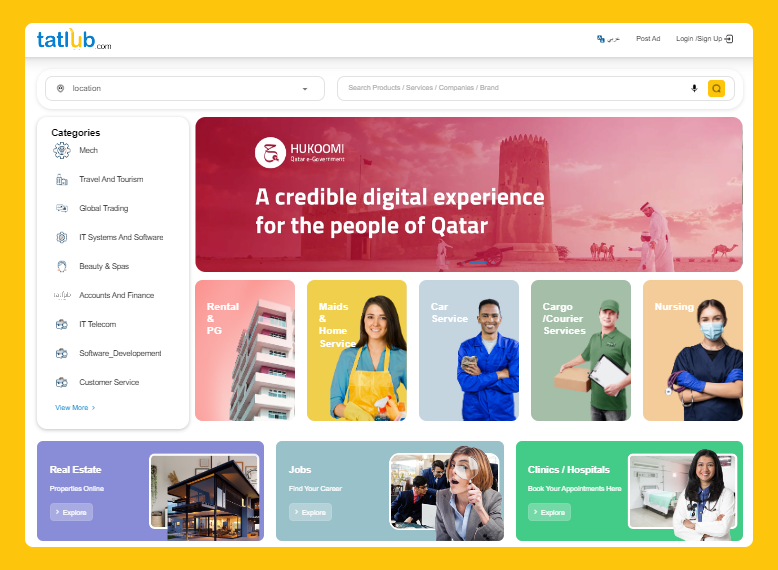 tatlub.com
عربي
Post Ad
Login /Sign Up
location
Search Products / Services / Companies / Brand
Categories
Mech
Travel And Tourism
Global Trading
IT Systems And Software
Beauty & Spas
tatlub
Accounts And Finance
IT Telecom
Software_Developement
Customer Service
View More >
HUKOOMI
Qatar e-Government
A credible digital experience
for the people of Qatar
Rental
&
PG
Maids
&
Home
Service
Car
Service
Cargo
/Courier
Services
Nursing
Real Estate
Properties Online
> Explore
Jobs
Find Your Career
> Explore
Clinics / Hospitals
Book Your Appointments Here
> Explore